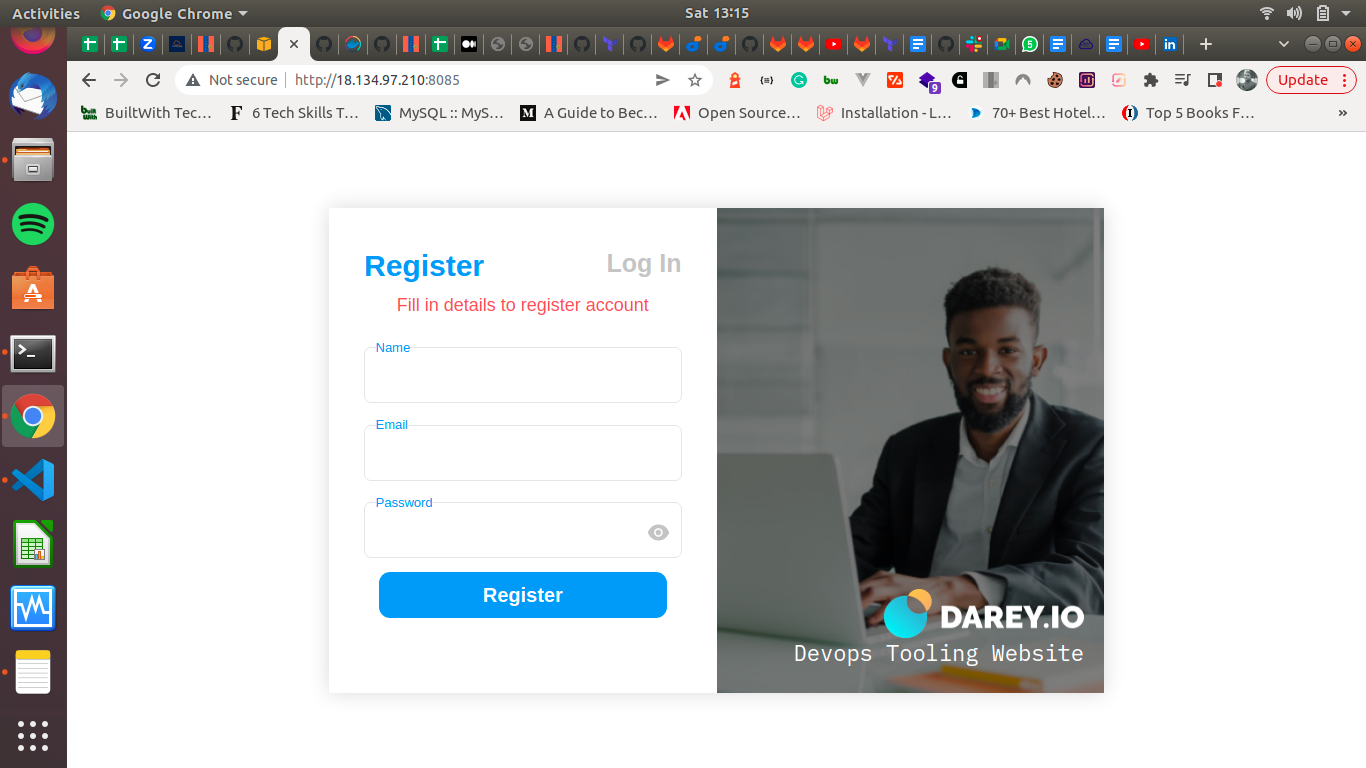 Activities
Google Chrome
Sat 13:15
Not secure
http://18.134.97.210:8085
9
Update
BuiltWith Tec…
6 Tech Skills T…
MySQL :: MyS…
A Guide to Bec…
Open Source…
Installation - L…
70+ Best Hotel…
Top 5 Books F…
»
Register
Log In
Fill in details to register account
Name
Email
Password
Register
DAREY.IO
Devops Tooling Website